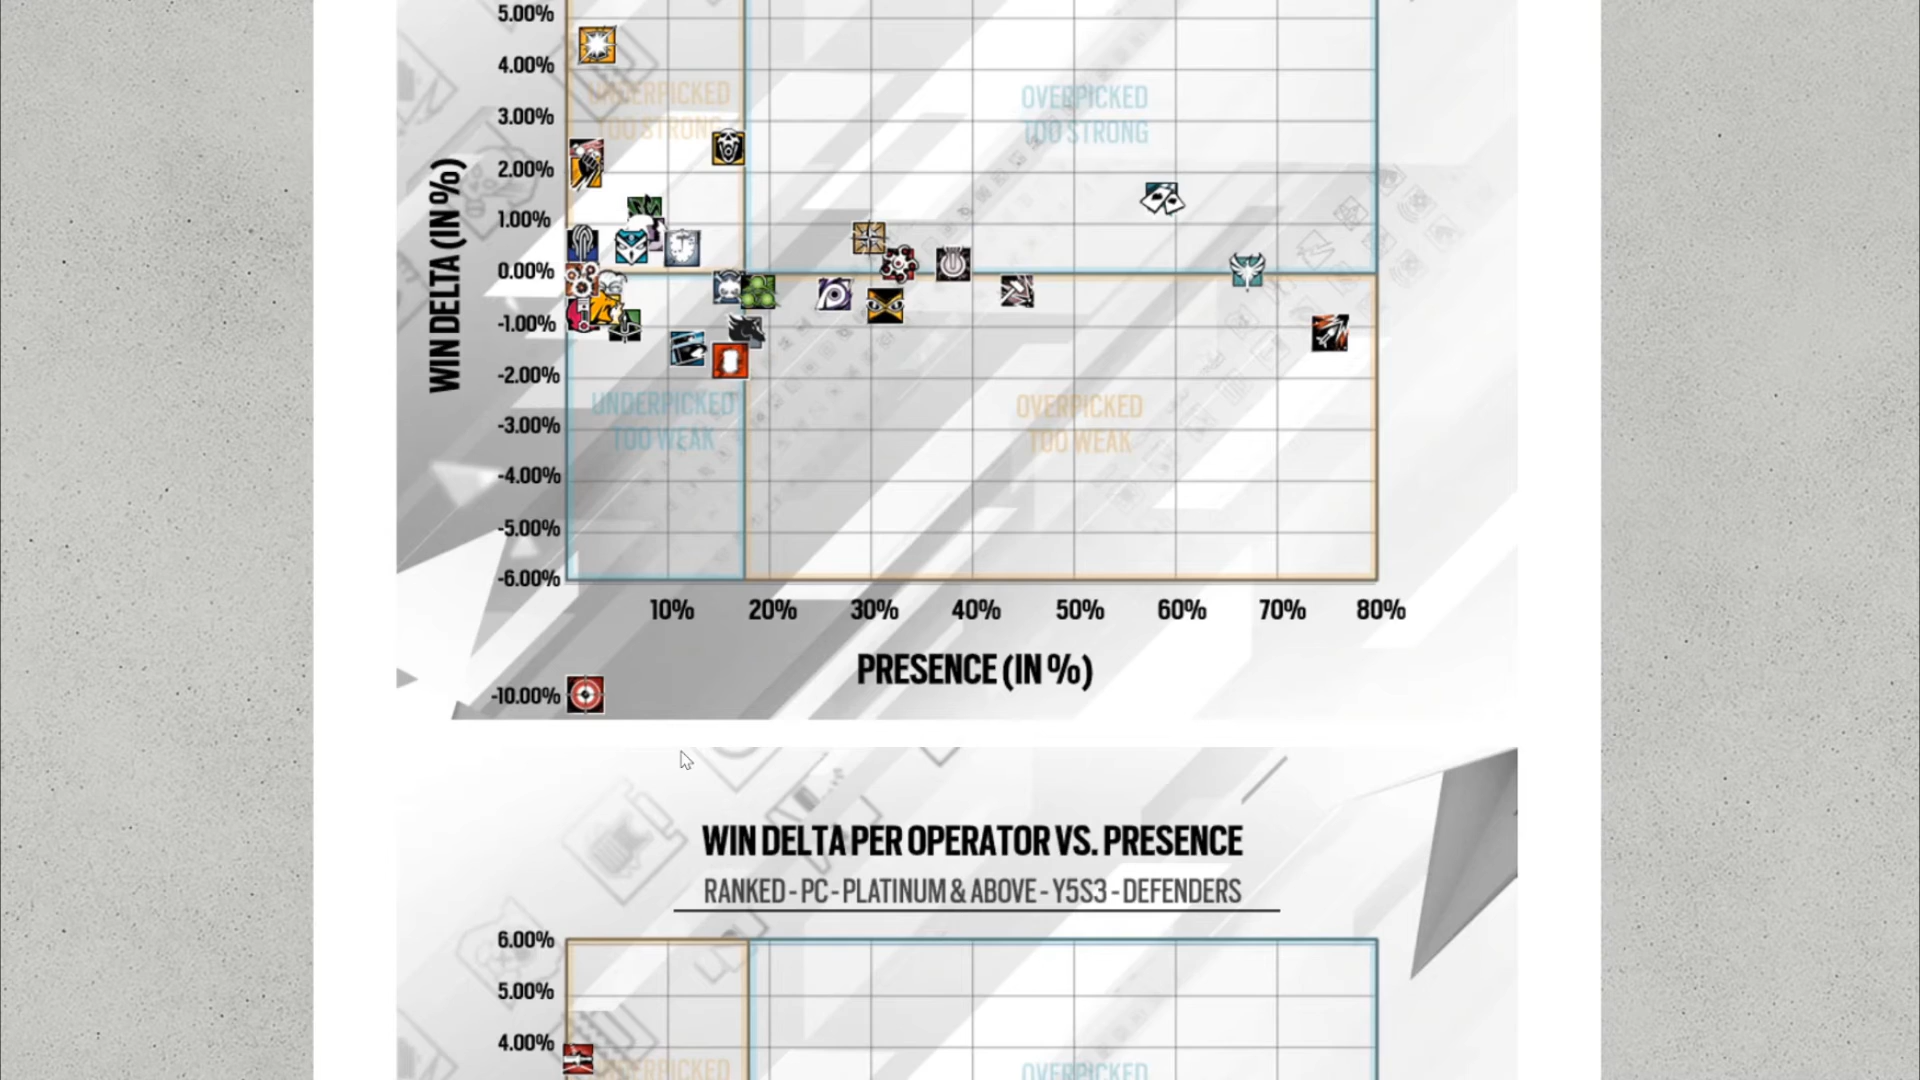 5.00%
4.00%
UNDERPICKED
TOO STRONG
OVERPICKED
TOO STRONG
3.00%
2.00%
1.00%
0.00%
WIN DELTA (IN %)
-1.00%
-2.00%
UNDERPICKED
TOO WEAK
OVERPICKED
TOO WEAK
-3.00%
-4.00%
-5.00%
-6.00%
10% 20% 30% 40% 50% 60% 70% 80%
PRESENCE (IN %)
-10.00%
WIN DELTA PER OPERATOR VS. PRESENCE
RANKED - PC - PLATINUM & ABOVE - Y5S3 - DEFENDERS
6.00%
5.00%
4.00%
UNDERPICKED
OVERPICKED